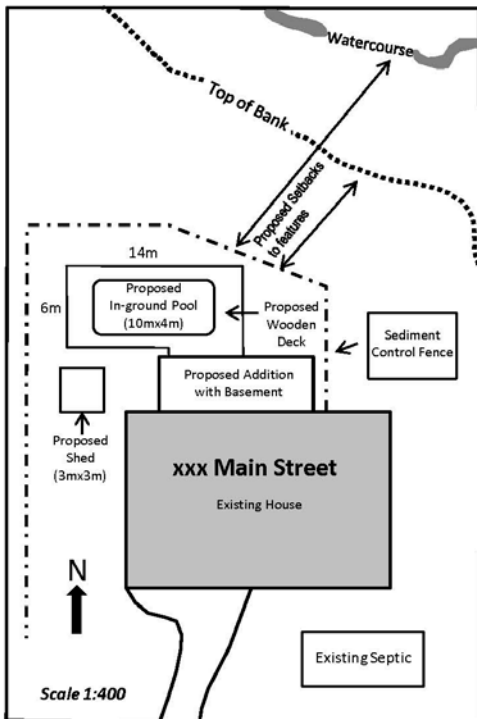 Watercourse
Top of Bank
Proposed Setbacks
to features
14m
6m
Proposed
In-ground Pool
(10mx4m)
Proposed
Wooden
Deck
Sediment
Control Fence
Proposed Addition
with Basement
Proposed
Shed
(3mx3m)
xxx Main Street
Existing House
N
Existing Septic
Scale 1:400